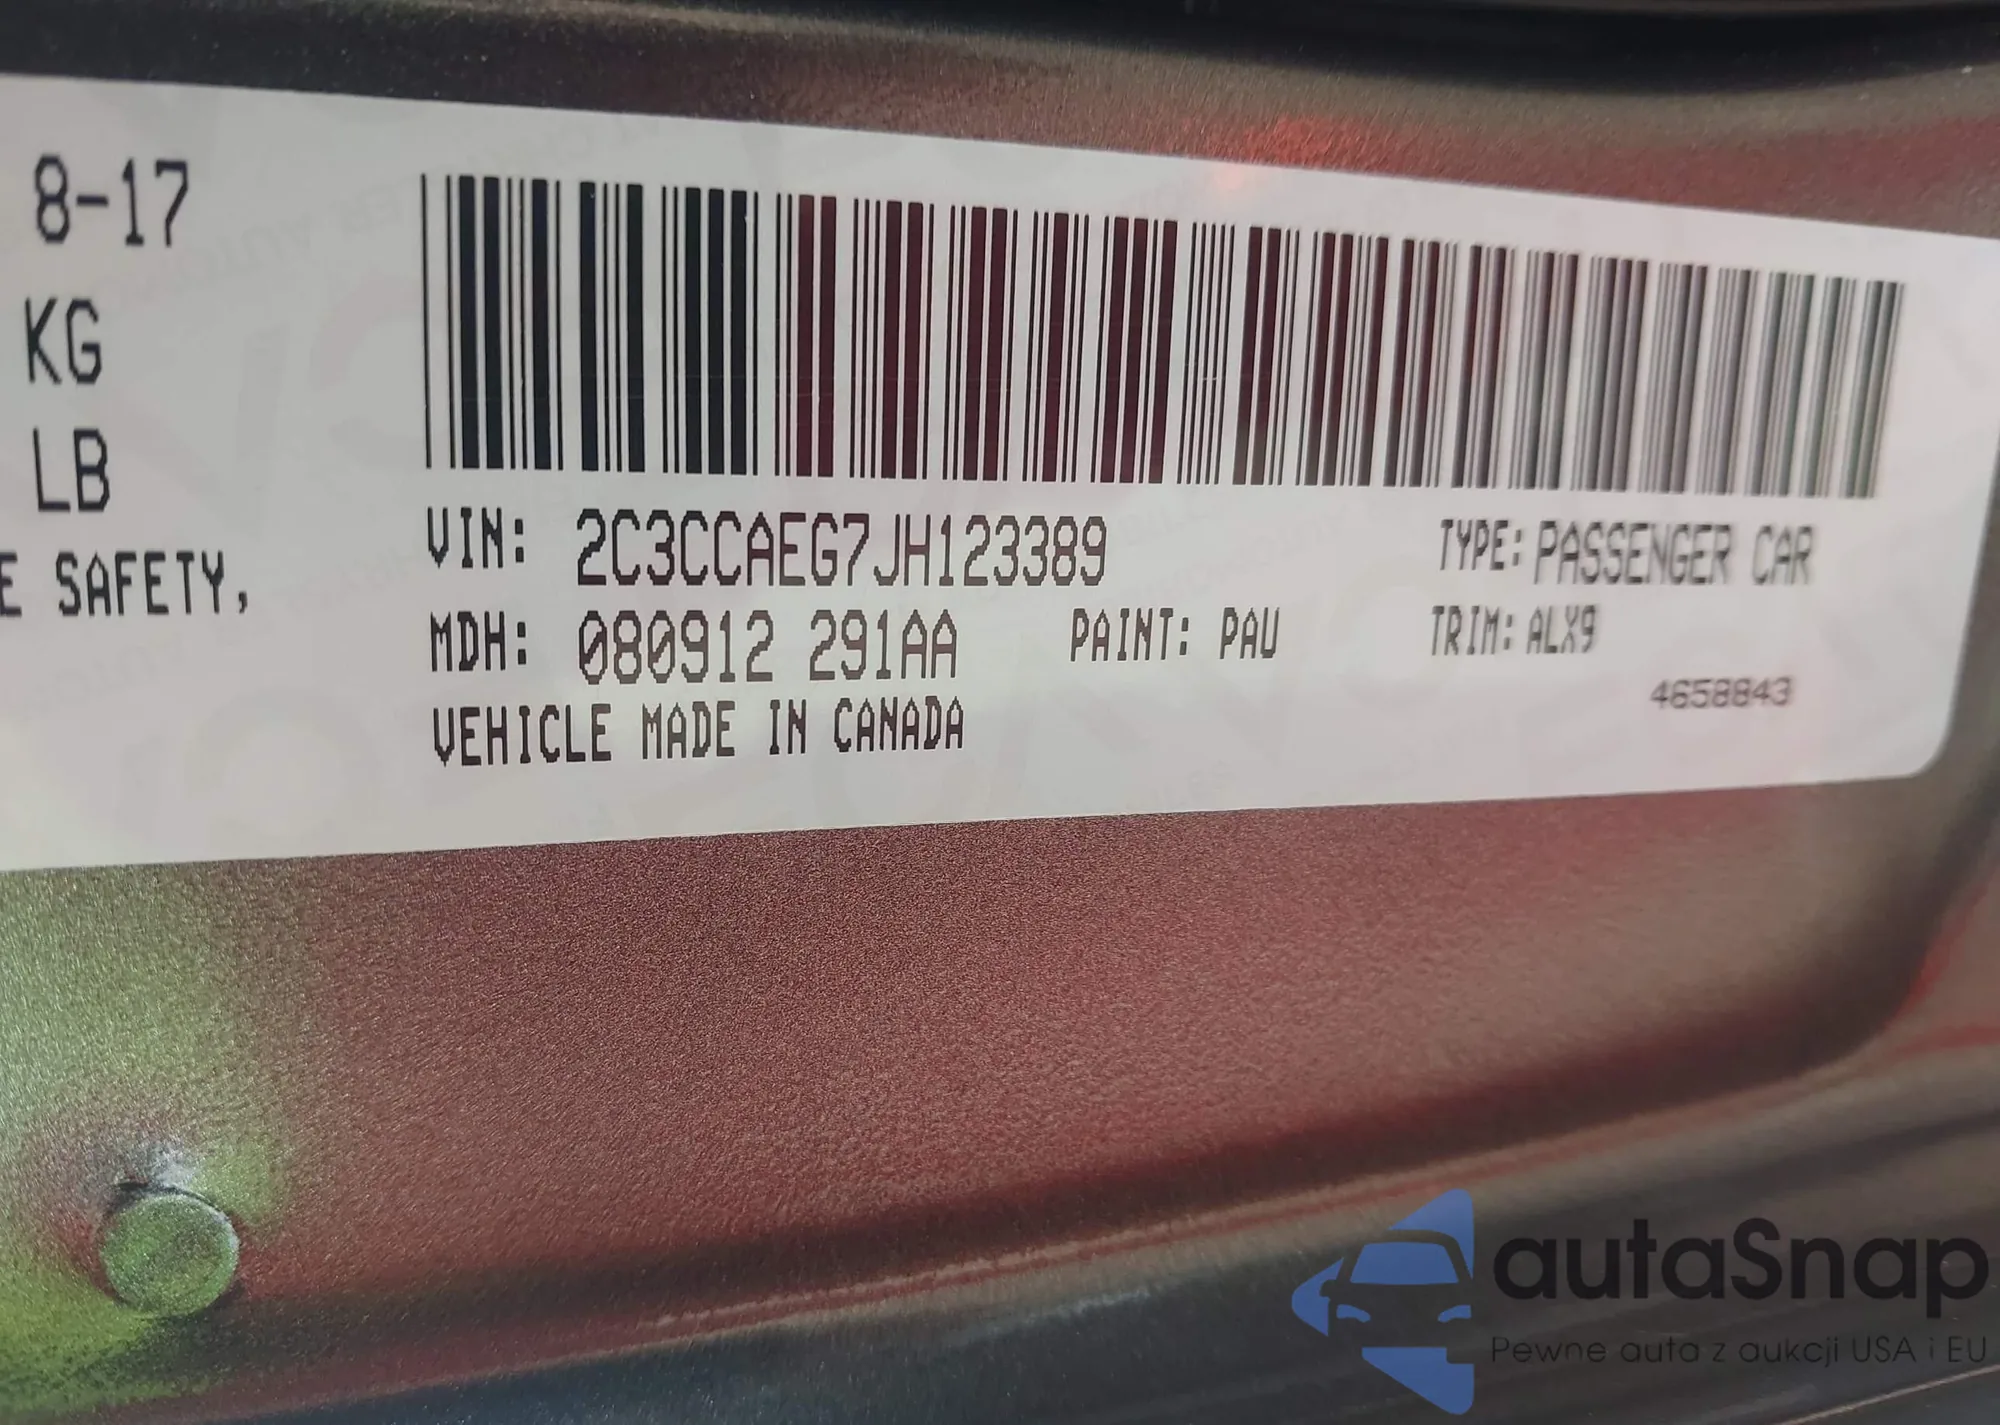 8-17
KG
LB
E SAFETY,
VIN: 2C3CCAEG7JH123389
TYPE: PASSENGER CAR
MDH: 080912 291AA
PAINT: PAU
TRIM: ALX9
VEHICLE MADE IN CANADA
4658843
autaSnap
Pewne auta z aukcji USA i EU